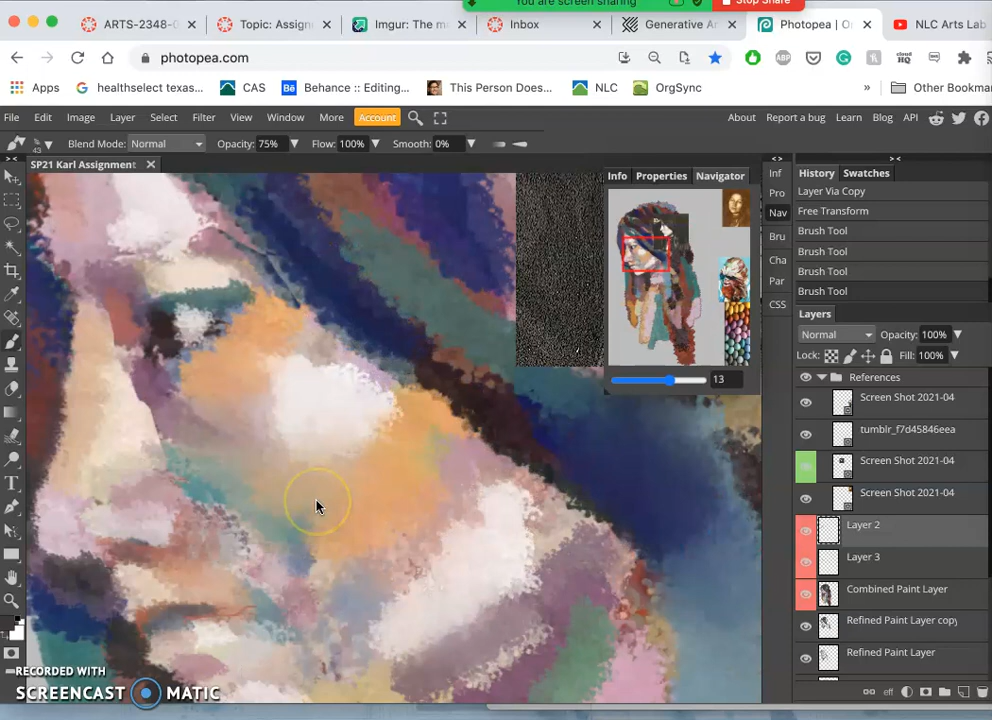 You are screen sharing Stop Share
ARTS-2348-0 Topic: Assign Imgur: The m Inbox Generative Ar Photopea | O NLC Arts Lab
photopea.com
Apps healthselect texas... CAS Behance :: Editing... This Person Does... NLC OrgSync » Other Bookma
File Edit Image Layer Select Filter View Window More Account About Report a bug Learn Blog API
43 Blend Mode: Normal Opacity: 75% Flow: 100% Smooth: 0%
SP21 Karl Assignment
Info Properties Navigator
13
Inf
Pro
Nav
Bru
Cha
Par
CSS
History Swatches
Layer Via Copy
Free Transform
Brush Tool
Brush Tool
Brush Tool
Brush Tool
Layers
Normal Opacity: 100%
Lock: Fill: 100%
References
Screen Shot 2021-04
tumblr_f7d45846eea
Screen Shot 2021-04
Screen Shot 2021-04
Layer 2
Layer 3
Combined Paint Layer
Refined Paint Layer copy
Refined Paint Layer
eff
RECORDED WITH
SCREENCAST MATIC